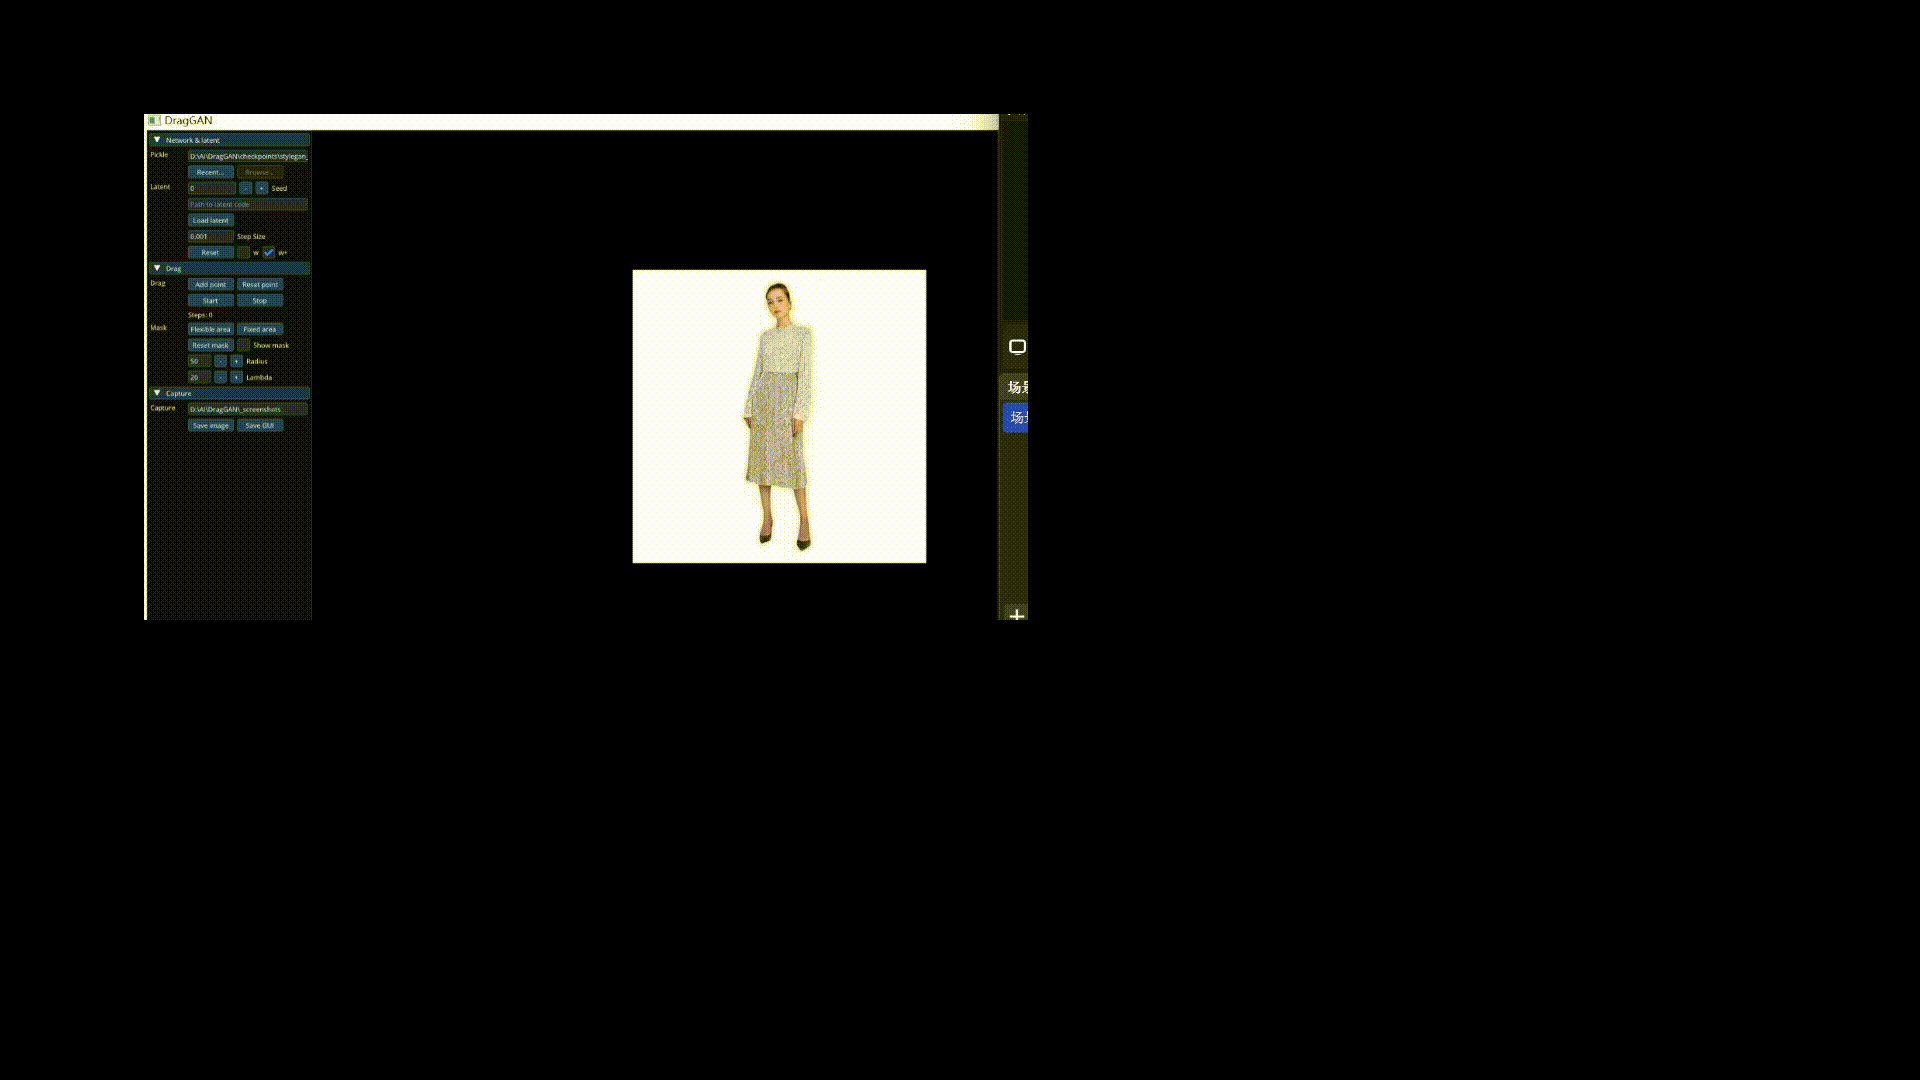 DragGAN
Network & latent
Pickle D:\AI\DragGAN\checkpoints\stylegan_
Recent... Browse...
Latent 0 - + Seed
Path to latent code
Load latent
0.001 Step Size
Reset w w+
Drag
Drag Add point Reset point
Start Stop
Steps: 0
Mask Flexible area Fixed area
Reset mask Show mask
50 - + Radius
20 - + Lambda
Capture
Capture D:\AI\DragGAN\_screenshots
Save image Save GUI
场景
场